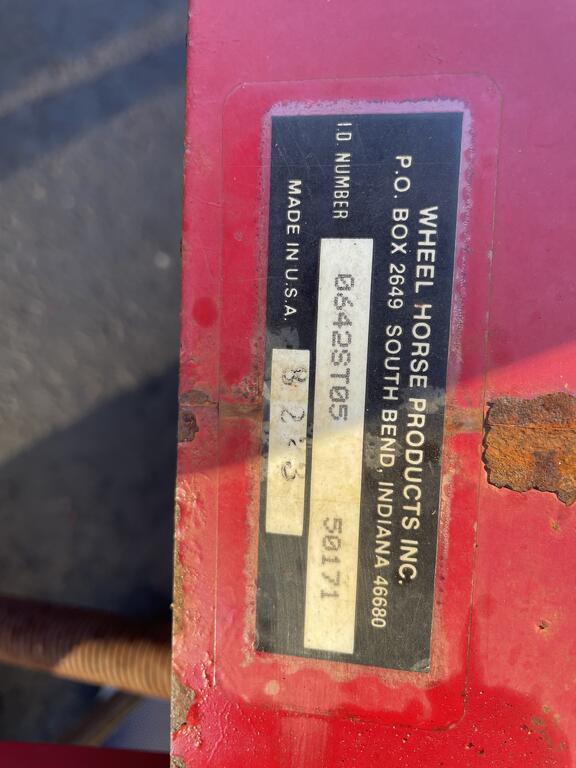 WHEEL HORSE PRODUCTS INC.
P.O. BOX 2649 SOUTH BEND, INDIANA 46680
I.D. NUMBER 0642ST05 50171
MADE IN U.S.A.